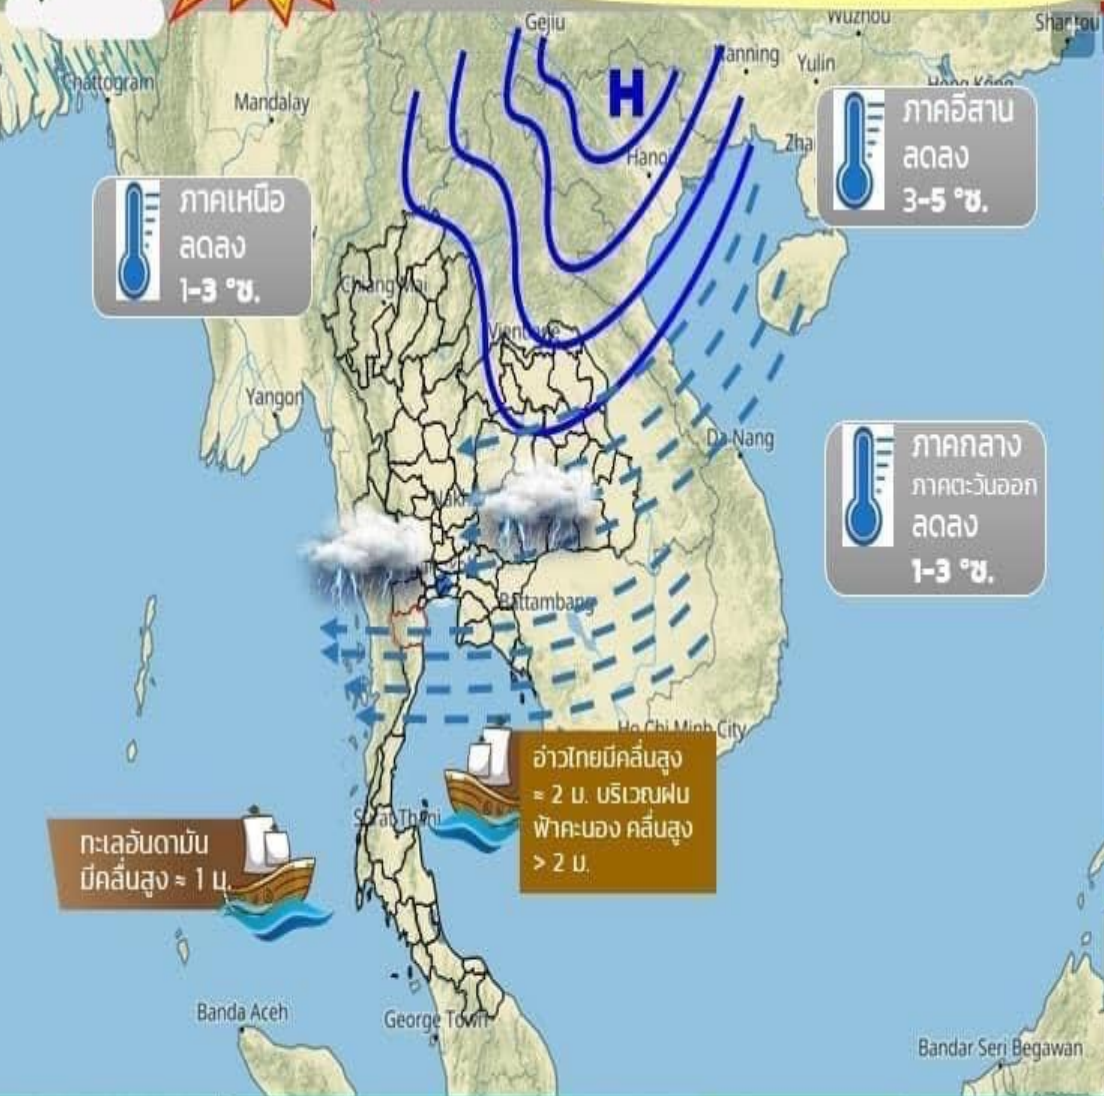 Gejiu
Wuzhou
Shantou
Nanning
Yulin
Chattogram
Hong Kong
Mandalay
H
ภาคอีสาน
ลดลง
3-5 °ซ.
Hanoi
Zha
ภาคเหนือ
ลดลง
1-3 °ซ.
Chiang Mai
Vientiane
Yangon
Da Nang
ภาคกลาง
ภาคตะวันออก
ลดลง
1-3 °ซ.
Nakh
Battambang
Ho Chi Minh City
อ่าวไทยมีคลื่นสูง
≈ 2 ม. บริเวณฝน
ฟ้าคะนอง คลื่นสูง
> 2 ม.
Surat Thani
ทะเลอันดามัน
มีคลื่นสูง ≈ 1 ม.
Banda Aceh
George Town
Bandar Seri Begawan